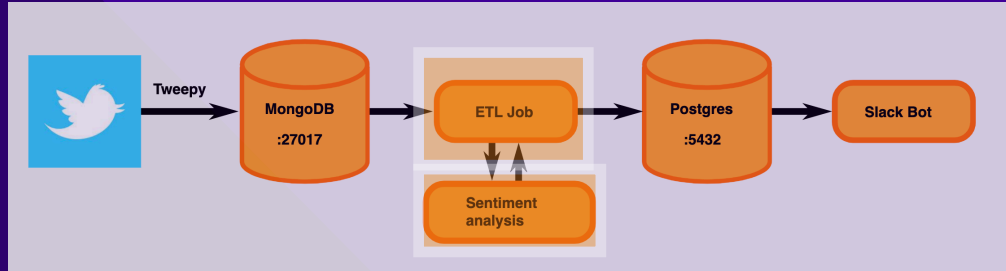 Tweepy
MongoDB
:27017
ETL Job
Postgres
:5432
Slack Bot
Sentiment
analysis